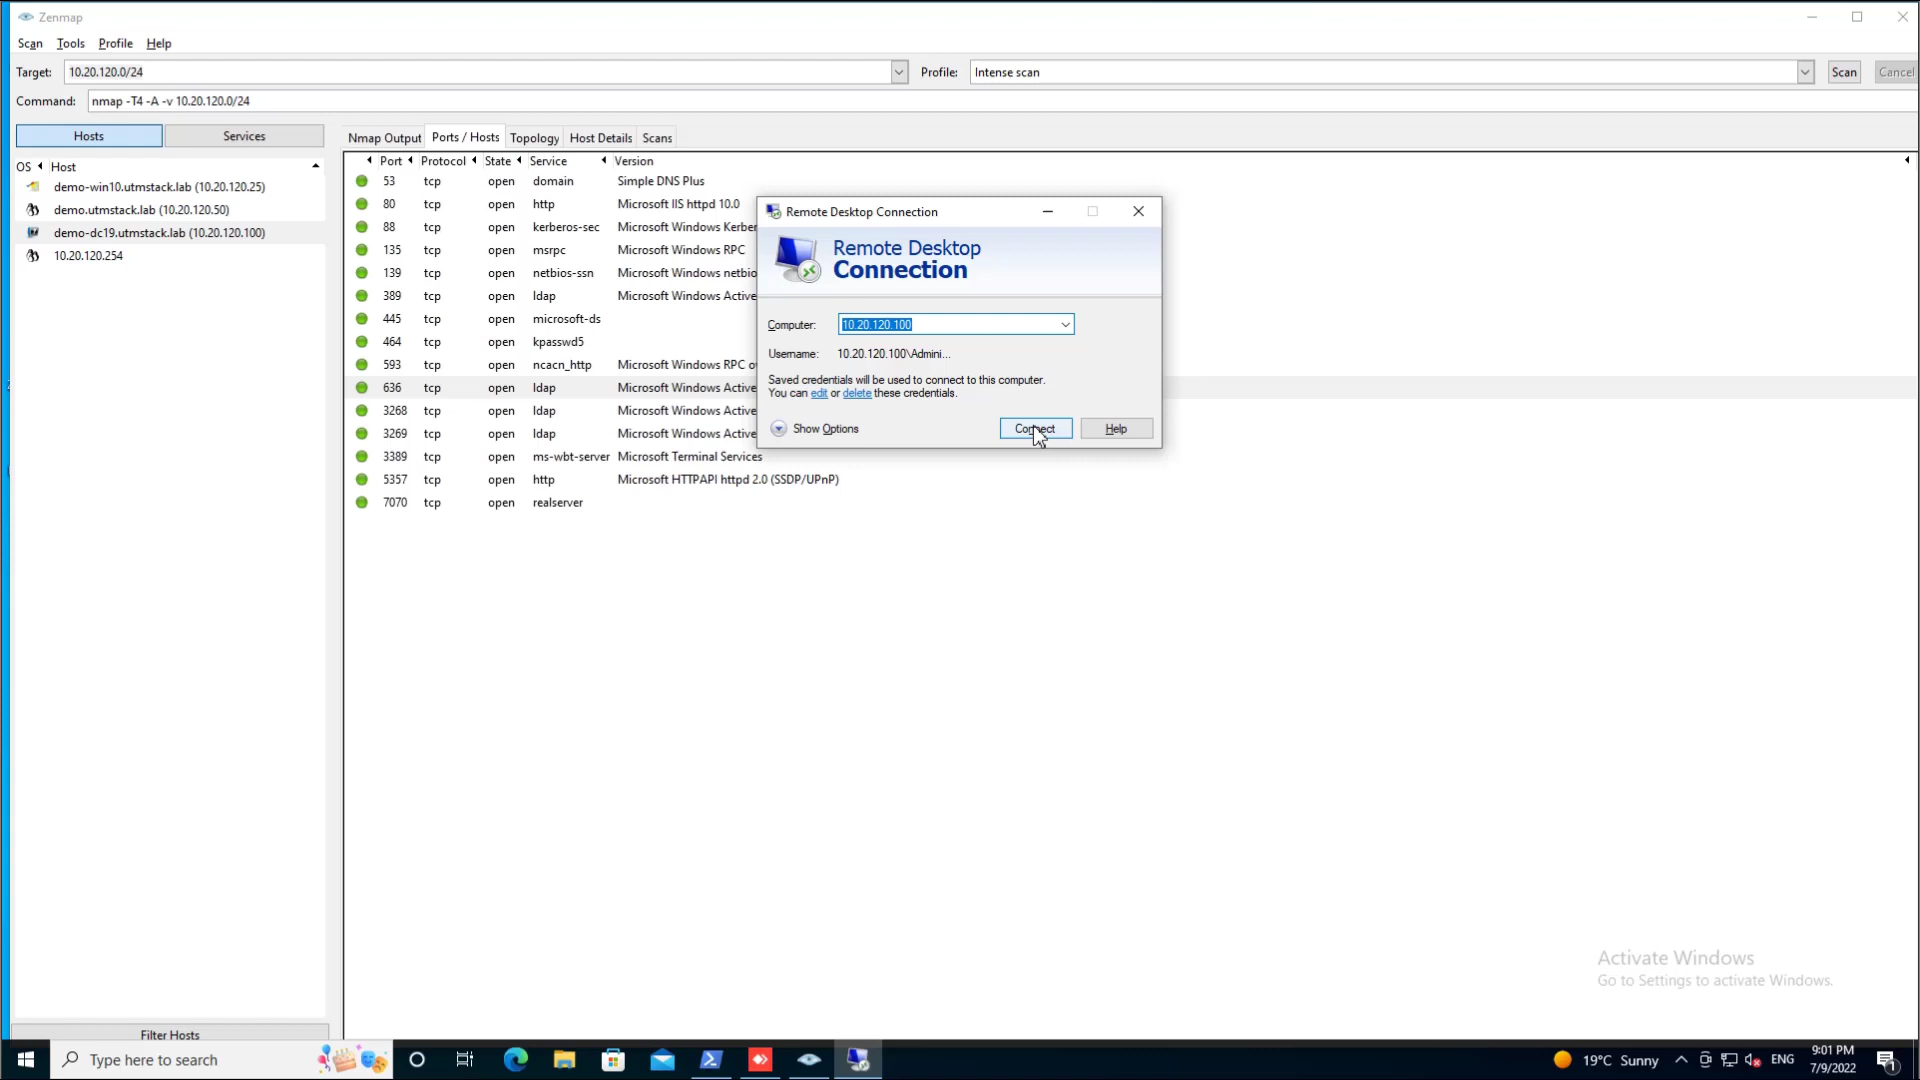 Zenmap
Scan Tools Profile Help
Target: 10.20.120.0/24 Profile: Intense scan Scan Cancel
Command: nmap -T4 -A -v 10.20.120.0/24
Hosts Services
Nmap Output Ports / Hosts Topology Host Details Scans
OS Host
demo-win10.utmstack.lab (10.20.120.25)
demo.utmstack.lab (10.20.120.50)
demo-dc19.utmstack.lab (10.20.120.100)
10.20.120.254
Filter Hosts
Port Protocol State Service Version
53 tcp open domain Simple DNS Plus
80 tcp open http Microsoft IIS httpd 10.0
88 tcp open kerberos-sec Microsoft Windows Kerbe
135 tcp open msrpc Microsoft Windows RPC
139 tcp open netbios-ssn Microsoft Windows netbio
389 tcp open ldap Microsoft Windows Active
445 tcp open microsoft-ds
464 tcp open kpasswd5
593 tcp open ncacn_http Microsoft Windows RPC ov
636 tcp open ldap Microsoft Windows Active
3268 tcp open ldap Microsoft Windows Active
3269 tcp open ldap Microsoft Windows Active
3389 tcp open ms-wbt-server Microsoft Terminal Services
5357 tcp open http Microsoft HTTPAPI httpd 2.0 (SSDP/UPnP)
7070 tcp open realserver
Remote Desktop Connection
Remote Desktop
Connection
Computer: 10.20.120.100
Username: 10.20.120.100\Admini...
Saved credentials will be used to connect to this computer.
You can edit or delete these credentials.
Show Options Connect Help
Activate Windows
Go to Settings to activate Windows.
Type here to search
19°C Sunny
ENG
9:01 PM
7/9/2022
1